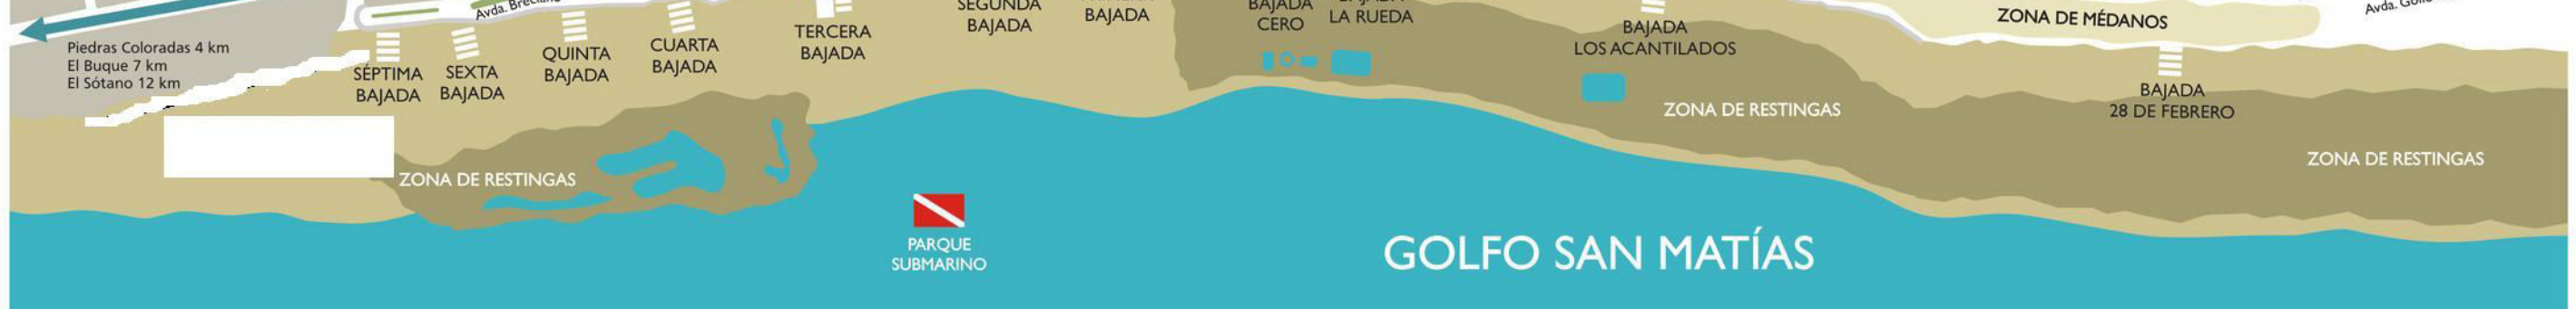 Piedras Coloradas 4 km
El Buque 7 km
El Sótano 12 km
SÉPTIMA
BAJADA
SEXTA
BAJADA
Avda.
QUINTA
BAJADA
CUARTA
BAJADA
TERCERA
BAJADA
SEGUNDA
BAJADA
BAJADA
BAJADA
CERO
LA RUEDA
BAJADA
LOS ACANTILADOS
ZONA DE MÉDANOS
Avda.
BAJADA
28 DE FEBRERO
ZONA DE RESTINGAS
ZONA DE RESTINGAS
ZONA DE RESTINGAS
PARQUE
SUBMARINO
GOLFO SAN MATÍAS